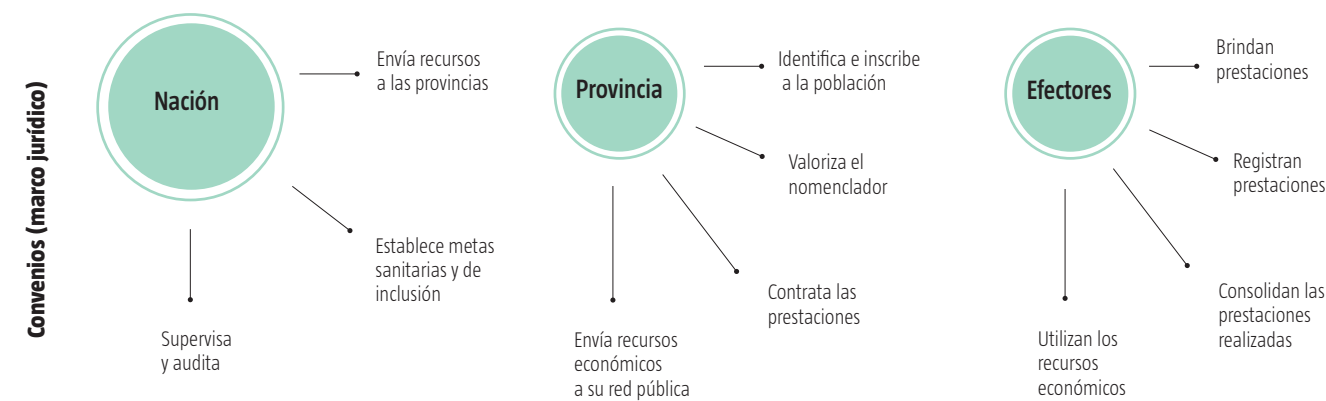 Convenios (marco jurídico)
Nación
Envía recursos
a las provincias
Establece metas
sanitarias y de
inclusión
Supervisa
y audita
Provincia
Identifica e inscribe
a la población
Valoriza el
nomenclador
Contrata las
prestaciones
Envía recursos
económicos
a su red pública
Efectores
Brindan
prestaciones
Registran
prestaciones
Consolidan las
prestaciones
realizadas
Utilizan los
recursos
económicos